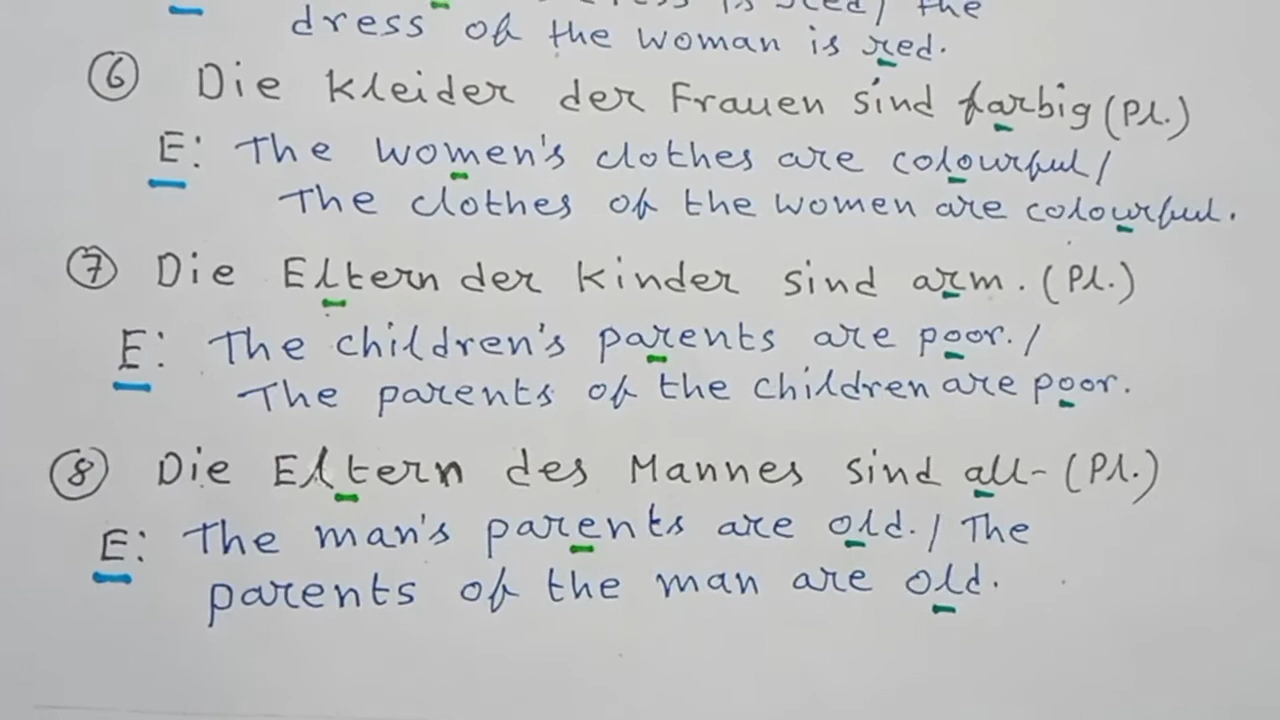 the
dress of the woman is red.
⑥ Die Kleider der Frauen sind farbig (Pl.)
E: The women's clothes are colourful /
The clothes of the women are colourful.
⑦ Die Eltern der Kinder sind arm. (Pl.)
E: The children's parents are poor. /
The parents of the children are poor.
⑧ Die Eltern des Mannes sind alt- (Pl.)
E: The man's parents are old. / The
parents of the man are old.